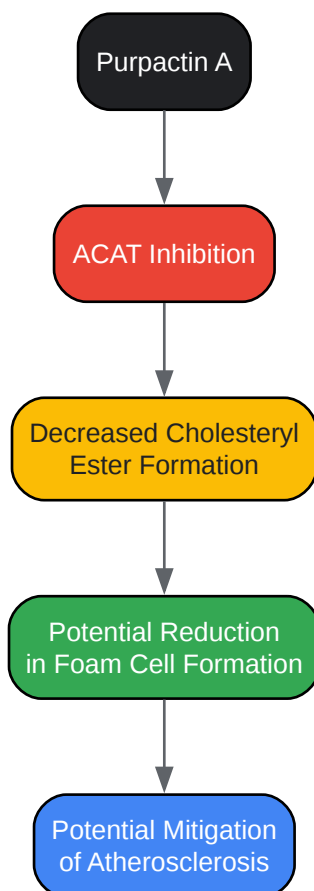 Purpactin A
ACAT Inhibition
Decreased Cholesteryl
Ester Formation
Potential Reduction
in Foam Cell Formation
Potential Mitigation
of Atherosclerosis